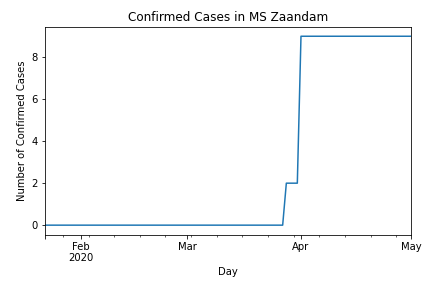 Confirmed Cases in MS Zaandam
Number of Confirmed Cases
8
6
4
2
0
Feb
2020
Mar
Apr
May
Day